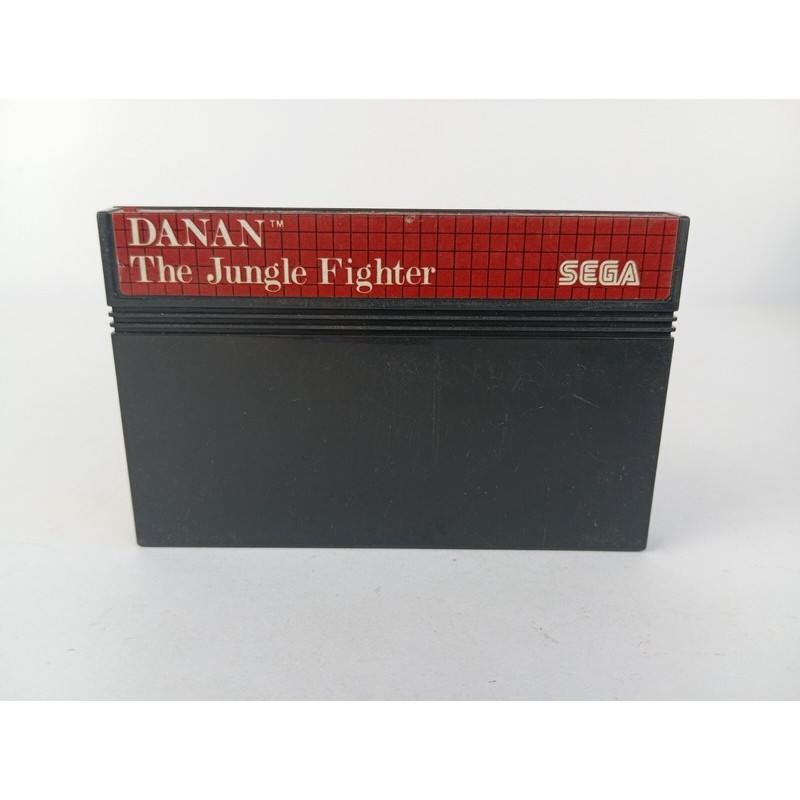 DANAN™
The Jungle Fighter
SEGA